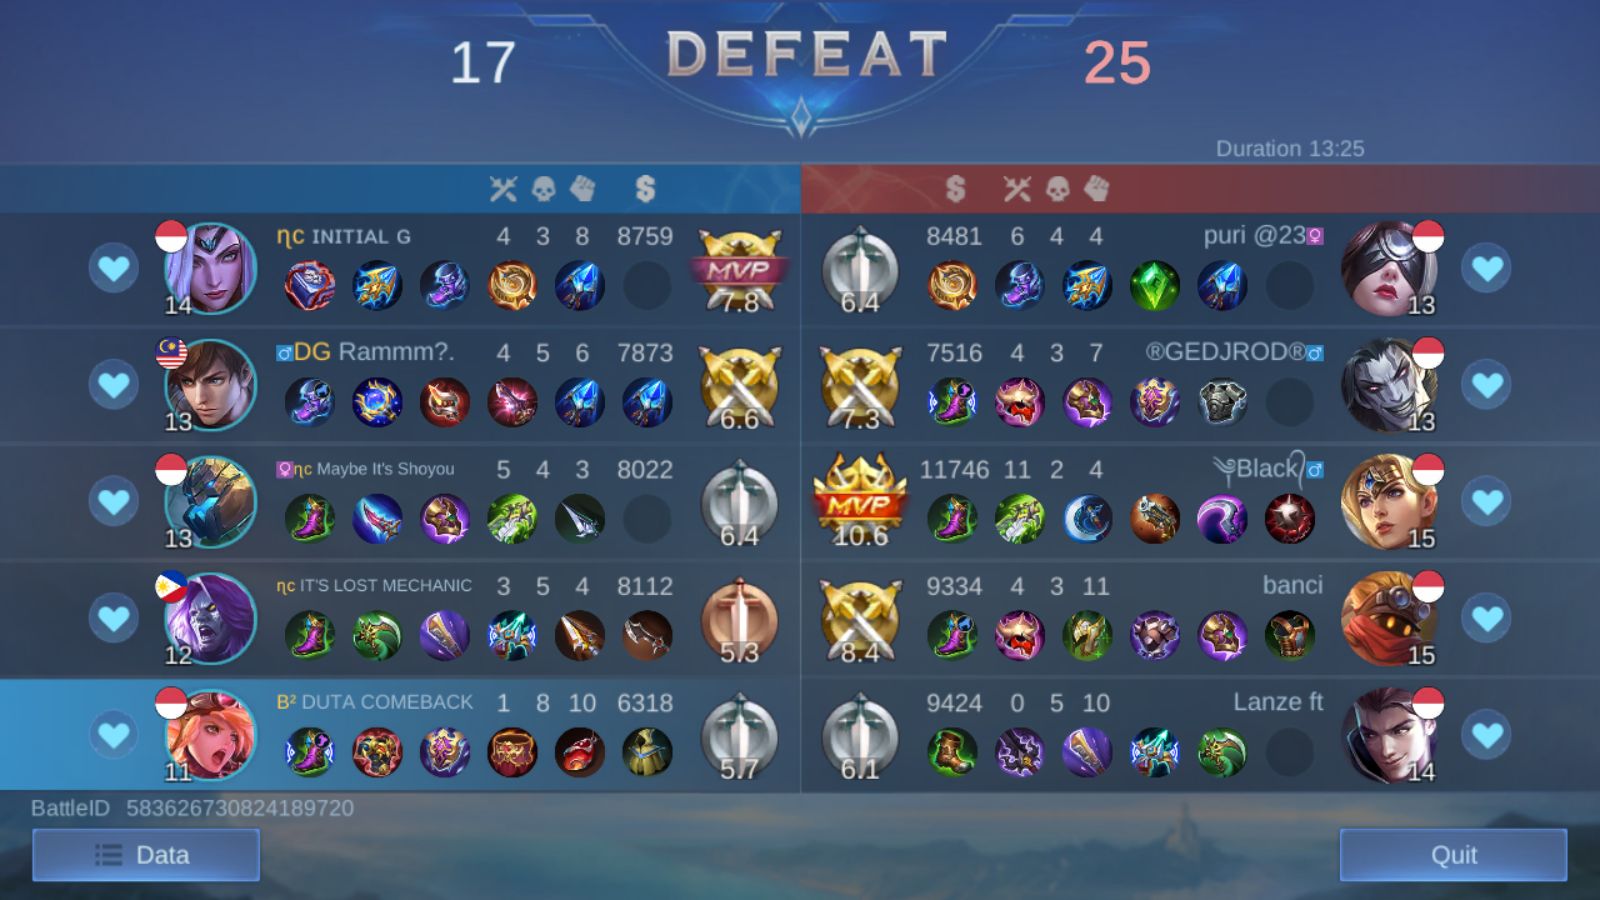 17 DEFEAT 25
Duration 13:25
ηc INITIAL G 4 3 8 8759
MVP
7.8
14
6.4
8481 6 4 4 puri @23
13
DG Rammm?. 4 5 6 7873
6.6
13
7.3
7516 4 3 7 ®GEDJROD®
13
ηc Maybe It's Shoyou 5 4 3 8022
6.4
13
MVP
10.6
11746 11 2 4 Black
15
ηc IT'S LOST MECHANIC 3 5 4 8112
5.3
12
8.4
9334 4 3 11 banci
15
B² DUTA COMEBACK 1 8 10 6318
5.7
11
6.1
9424 0 5 10 Lanze ft
14
BattleID 583626730824189720
Data
Quit